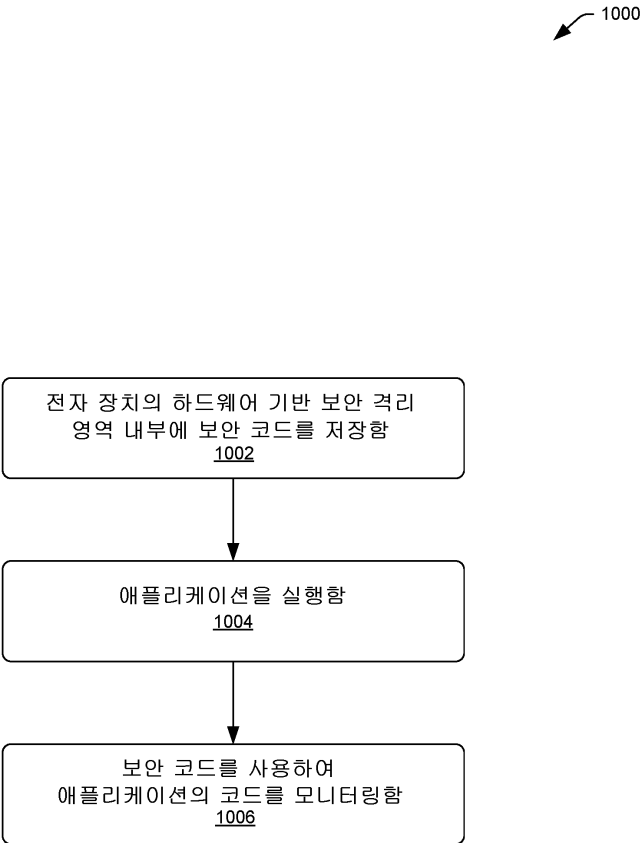 1000
전자 장치의 하드웨어 기반 보안 격리
영역 내부에 보안 코드를 저장함
1002
애플리케이션을 실행함
1004
보안 코드를 사용하여
애플리케이션의 코드를 모니터링함
1006